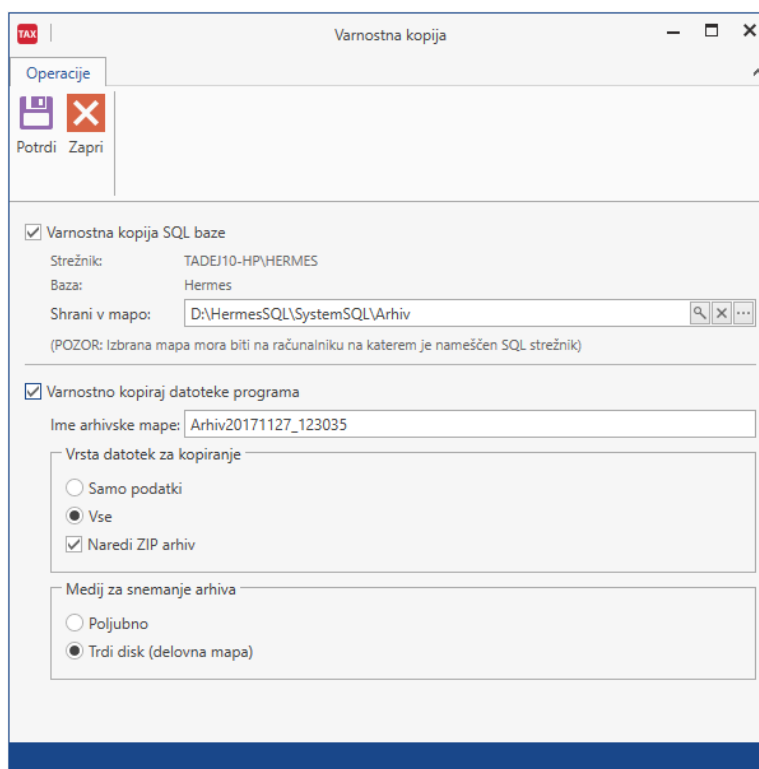 TAX
Varnostna kopija
Operacije
Potrdi Zapri
Varnostna kopija SQL baze
Strežnik: TADEJ10-HP\HERMES
Baza: Hermes
Shrani v mapo: D:\HermesSQL\SystemSQL\Arhiv
(POZOR: Izbrana mapa mora biti na računalniku na katerem je nameščen SQL strežnik)
Varnostno kopiraj datoteke programa
Ime arhivske mape: Arhiv20171127_123035
Vrsta datotek za kopiranje
Samo podatki
Vse
Naredi ZIP arhiv
Medij za snemanje arhiva
Poljubno
Trdi disk (delovna mapa)